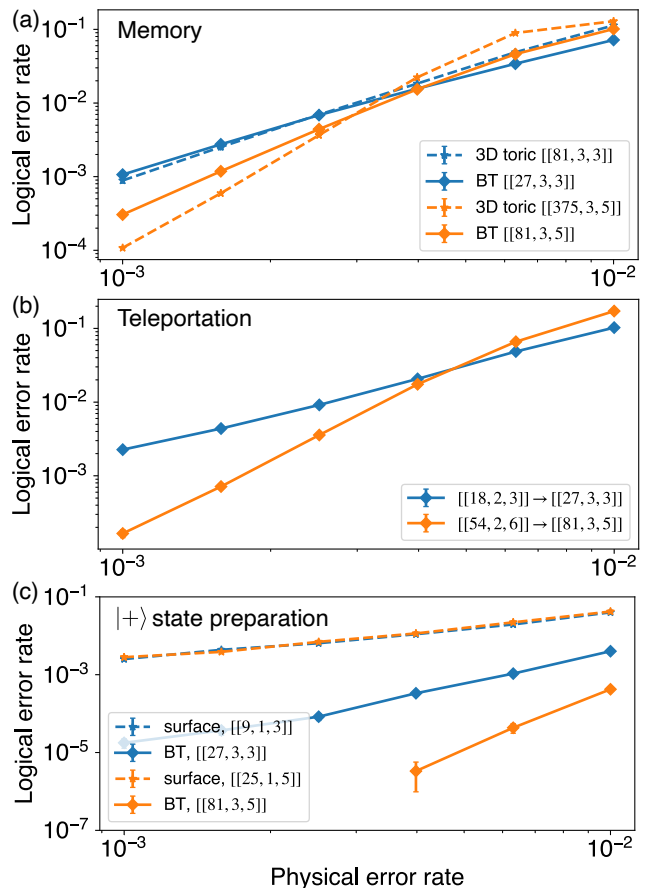 (a)
Memory
Logical error rate
10⁻¹
10⁻²
10⁻³
10⁻⁴
3D toric [[81, 3, 3]]
BT [[27, 3, 3]]
3D toric [[375, 3, 5]]
BT [[81, 3, 5]]
10⁻³
10⁻²
(b)
Teleportation
Logical error rate
10⁻¹
10⁻²
10⁻³
[[18, 2, 3]] → [[27, 3, 3]]
[[54, 2, 6]] → [[81, 3, 5]]
10⁻³
10⁻²
(c)
|+⟩ state preparation
Logical error rate
10⁻¹
10⁻³
10⁻⁵
10⁻⁷
surface, [[9, 1, 3]]
BT, [[27, 3, 3]]
surface, [[25, 1, 5]]
BT, [[81, 3, 5]]
10⁻³
10⁻²
Physical error rate